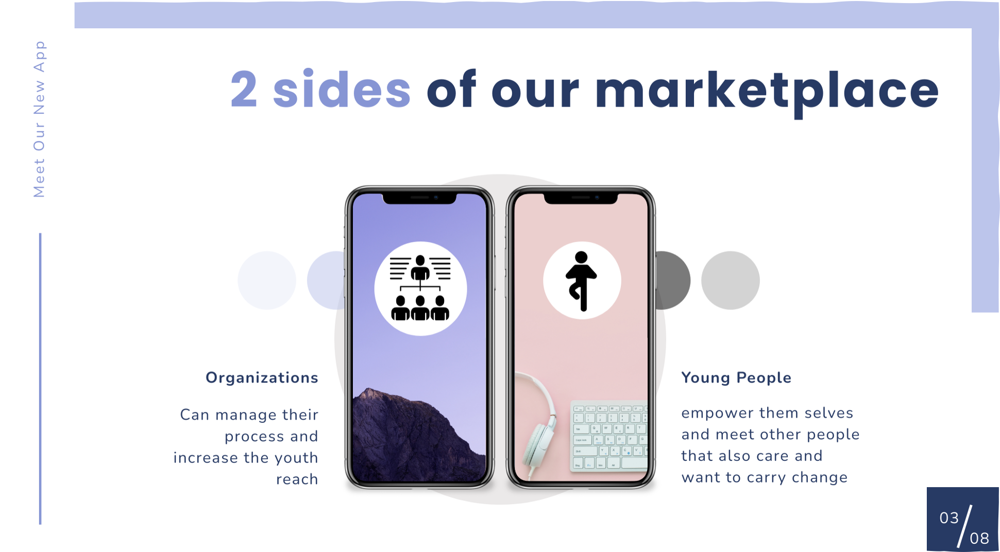 Meet Our New App
2 sides of our marketplace
Organizations
Can manage their
process and
increase the youth
reach
Young People
empower them selves
and meet other people
that also care and
want to carry change
03/08